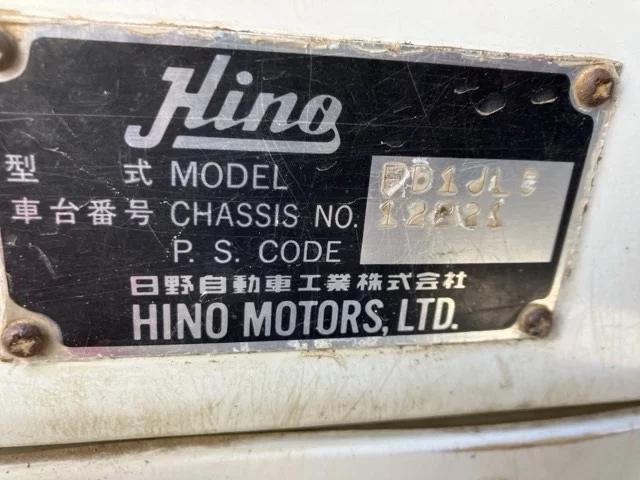 Hino
型 式 MODEL
車台番号 CHASSIS NO.
P. S. CODE
日野自動車工業株式会社
HINO MOTORS, LTD.